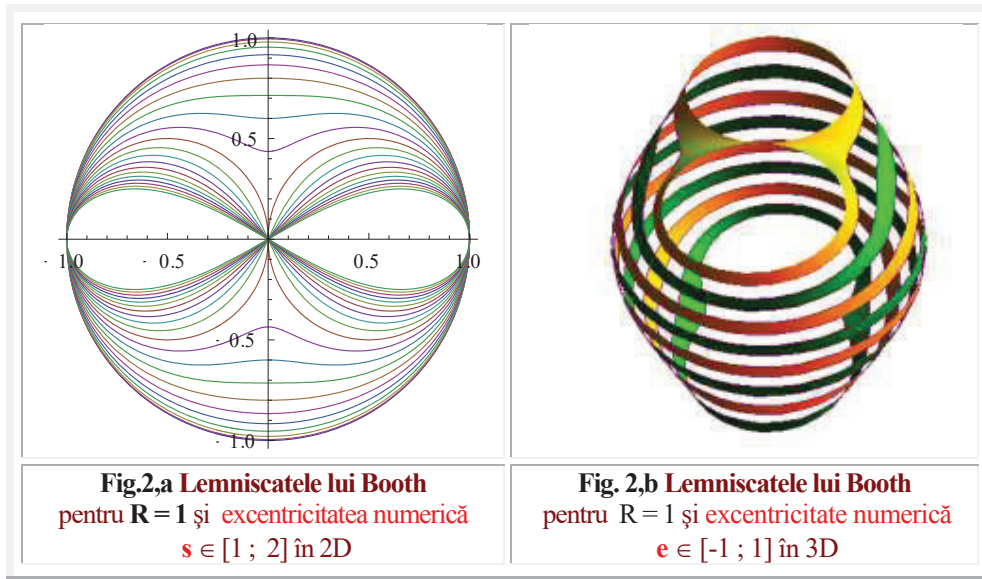 1.0
0.5
- 1.0
- 0.5
0.5
1.0
- 0.5
- 1.0
Fig.2,a Lemniscatele lui Booth
pentru R = 1 şi excentricitatea numerică
s ∈ [1 ; 2] în 2D
Fig. 2,b Lemniscatele lui Booth
pentru R = 1 şi excentricitate numerică
e ∈ [-1 ; 1] în 3D